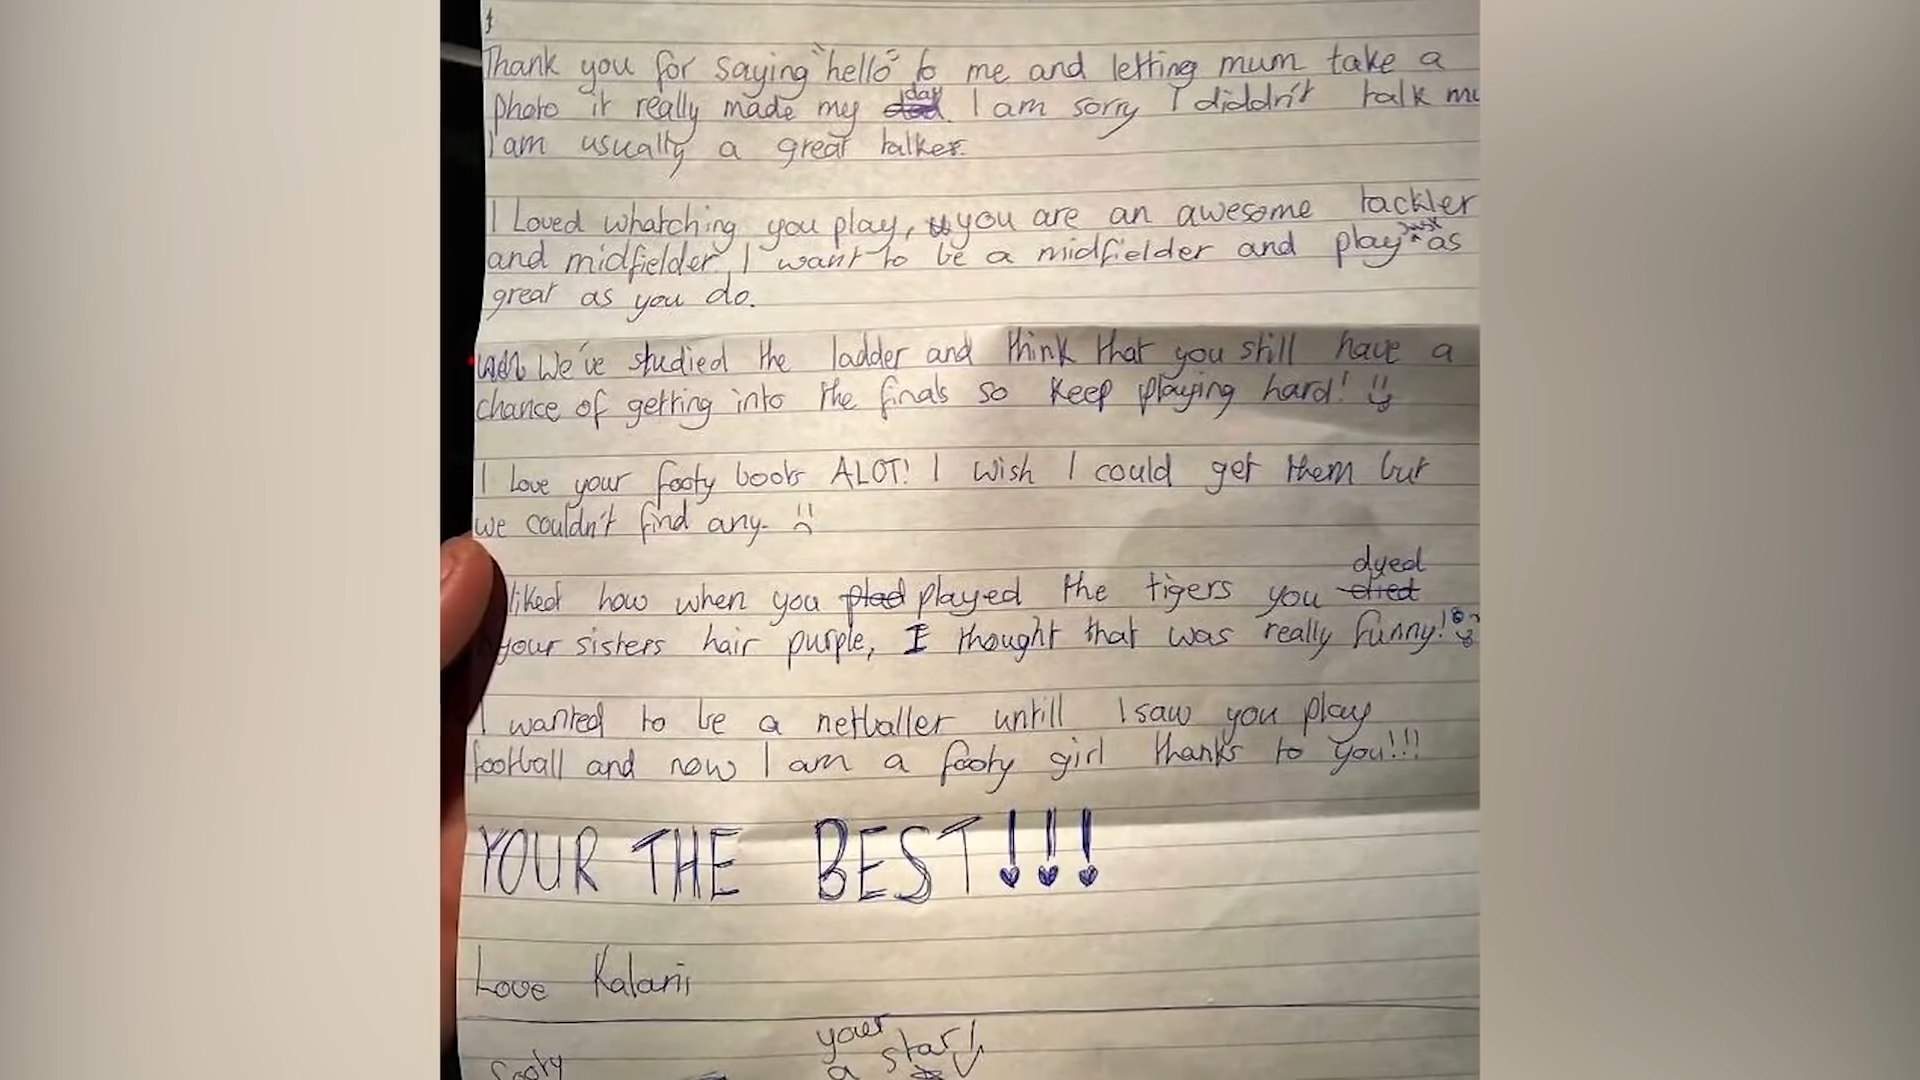 Thank you for saying "hello" to me and letting mum take a
photo it really made my day. I am sorry I diddn't talk mu
I am usually a great talker.
I Loved whatching you play, you are an awesome tackler
and midfielder, I want to be a midfielder and play just as
great as you do.
We've studied the ladder and think that you still have a
chance of getting into the finals so keep playing hard!
I love your footy boots ALOT! I wish I could get them but
we couldn't find any.
liked how when you plad played the tigers you died dyed
your sisters hair purple, I thought that was really funny!
I wanted to be a netballer untill I saw you play
football and now I am a footy girl thanks to you!!!
YOUR THE BEST!!!
Love Kalani
your
a star!
footy